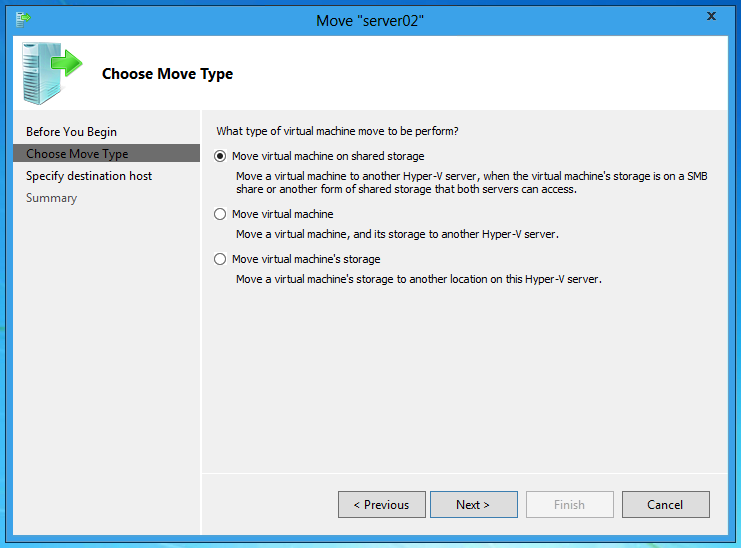 Move "server02"
x
Choose Move Type
Before You Begin
Choose Move Type
Specify destination host
Summary
What type of virtual machine move to be perform?
Move virtual machine on shared storage
Move a virtual machine to another Hyper-V server, when the virtual machine's storage is on a SMB
share or another form of shared storage that both servers can access.
Move virtual machine
Move a virtual machine, and its storage to another Hyper-V server.
Move virtual machine's storage
Move a virtual machine's storage to another location on this Hyper-V server.
< Previous
Next >
Finish
Cancel